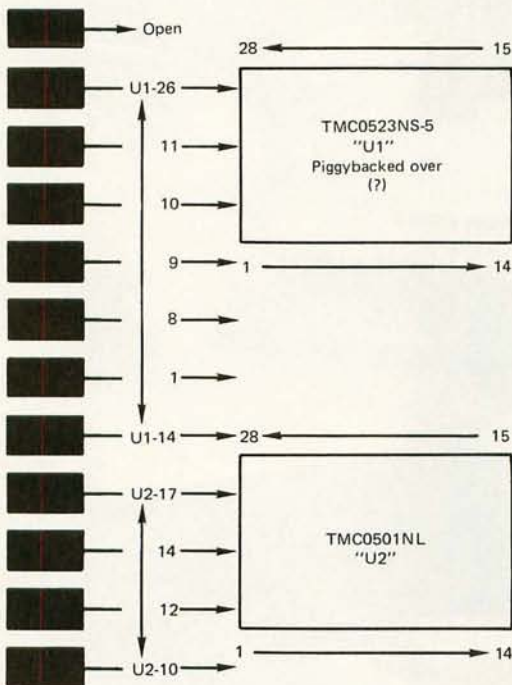 Open
28 15
U1-26
TMC0523NS-5
"U1"
Piggybacked over
(?)
11
10
9
1 14
8
1
U1-14
28 15
U2-17
TMC0501NL
"U2"
14
12
U2-10
1 14